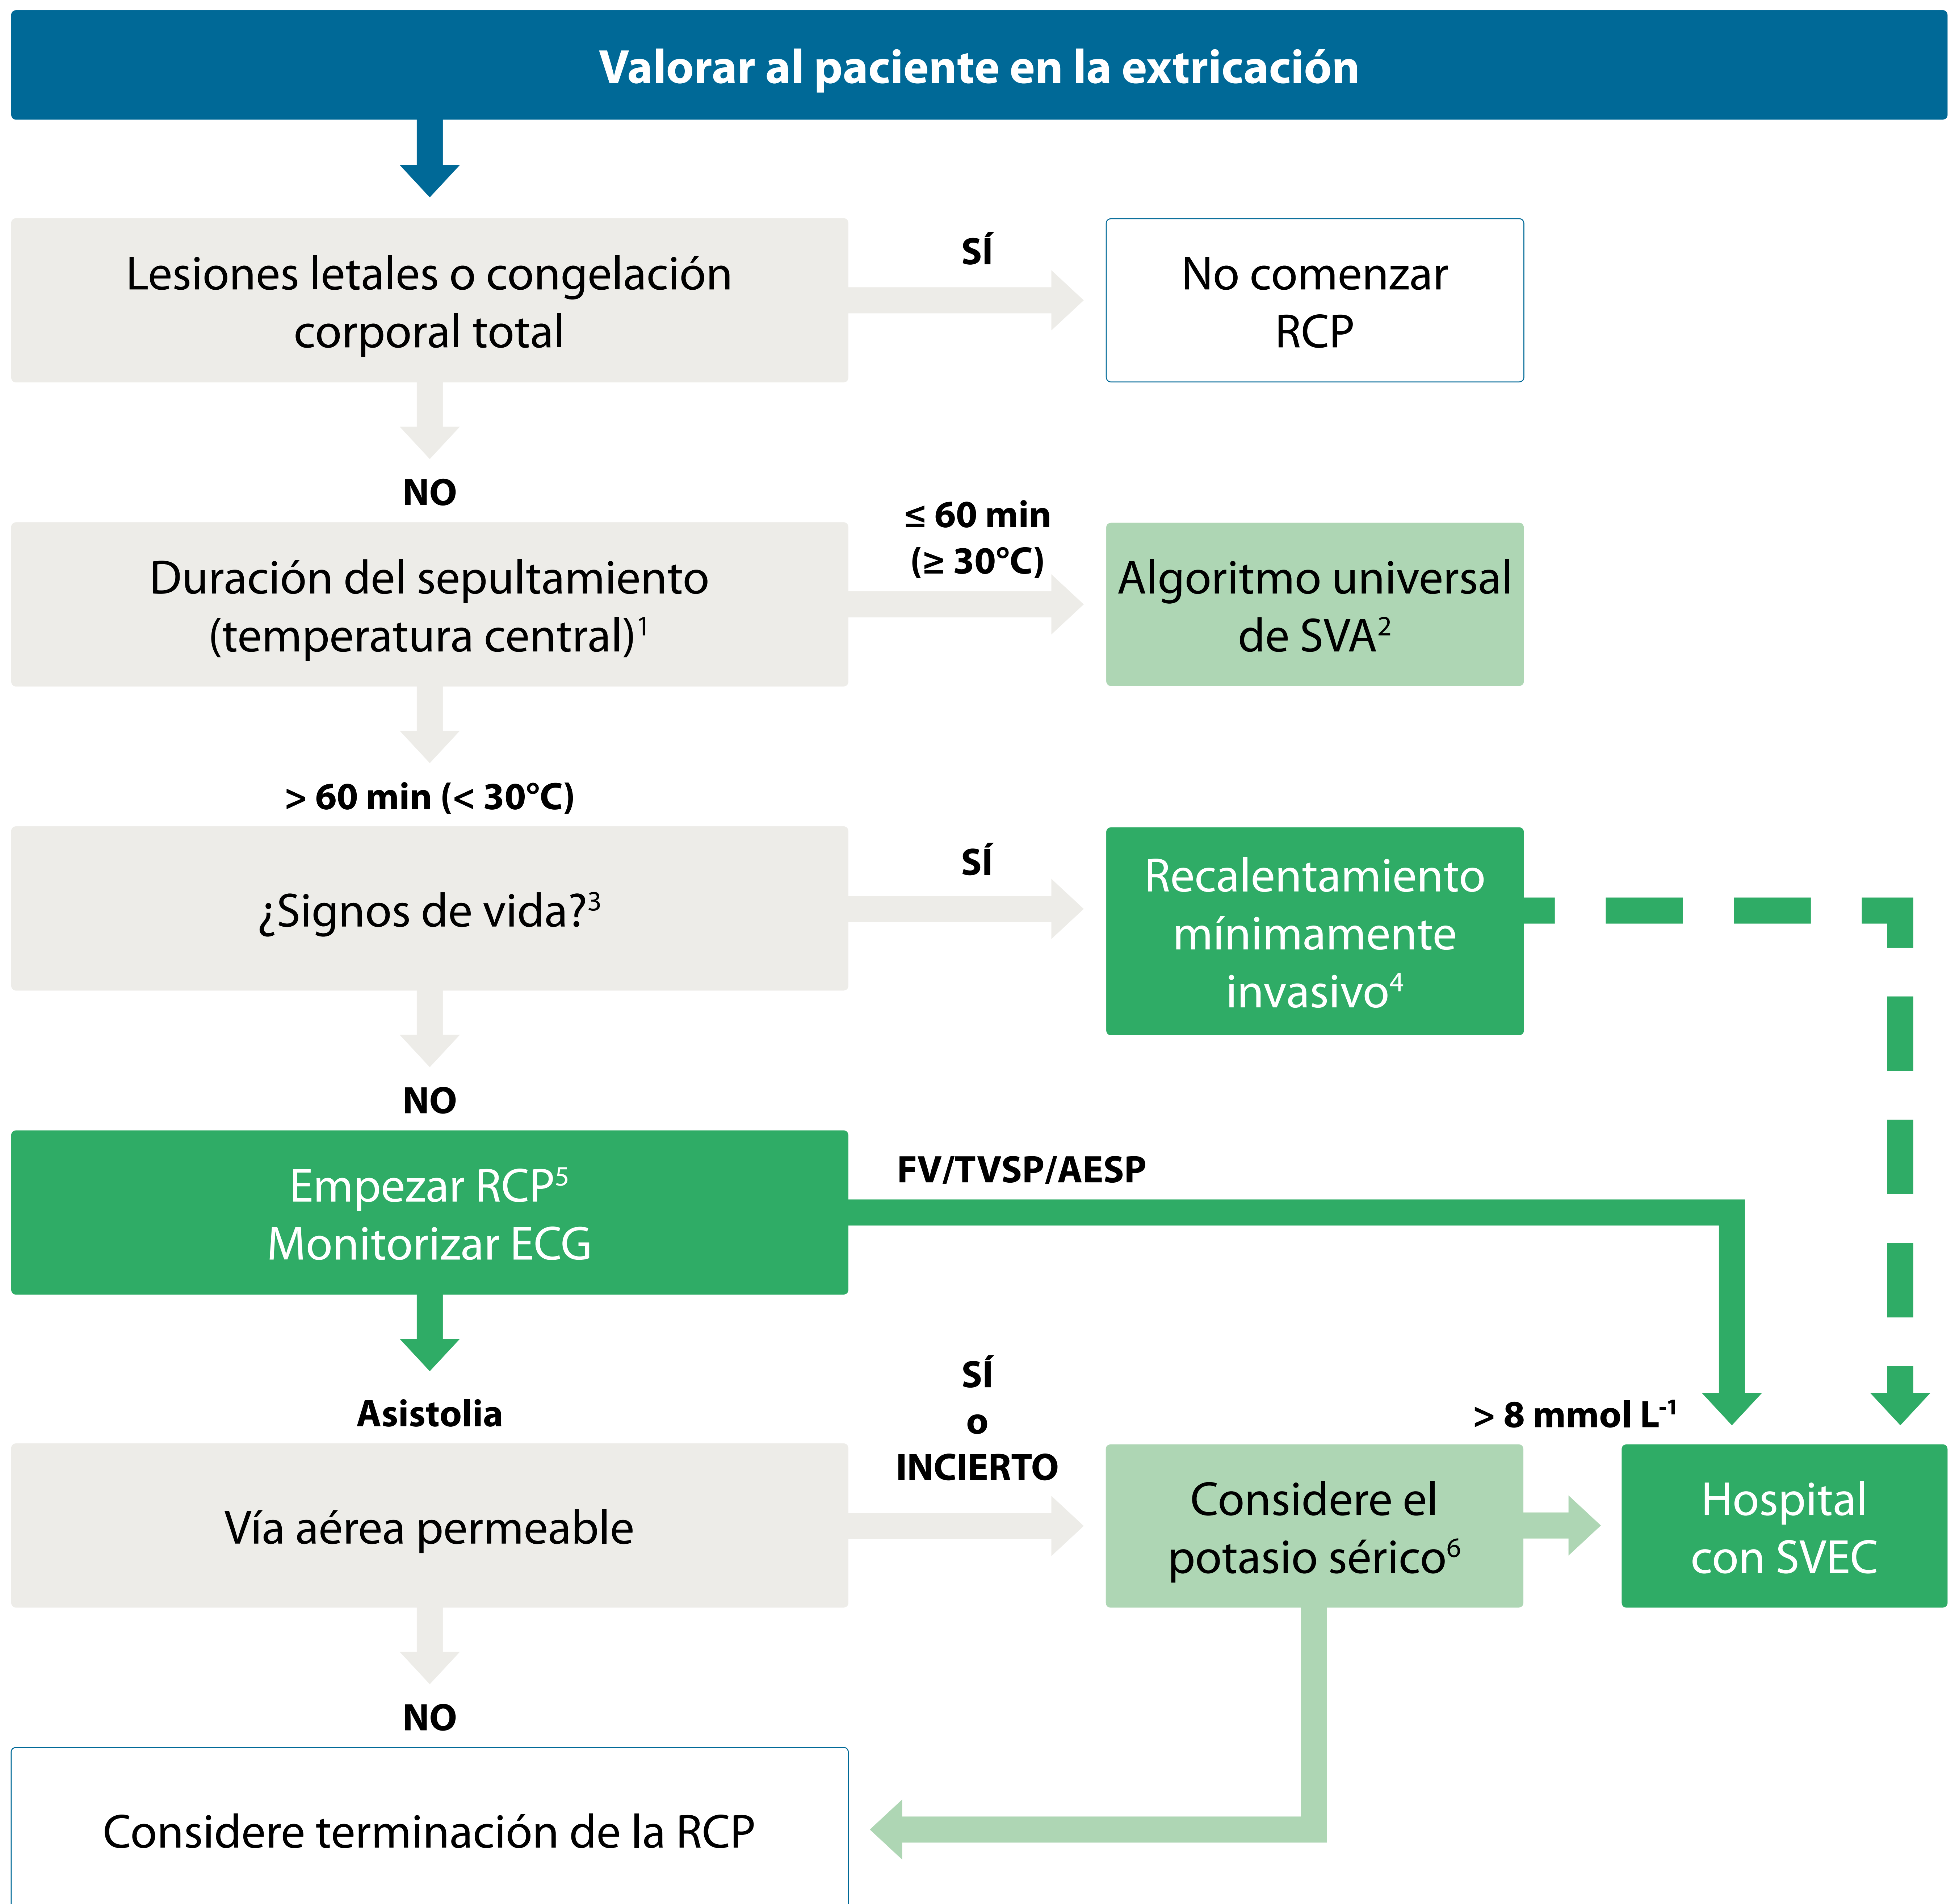 Valorar al paciente en la extricación
Lesiones letales o congelación
corporal total
SÍ
No comenzar
RCP
NO
Duración del sepultamiento
(temperatura central)¹
≤ 60 min
(≥ 30°C)
Algoritmo universal
de SVA²
> 60 min (< 30°C)
¿Signos de vida?³
SÍ
Recalentamiento
mínimamente
invasivo⁴
NO
Empezar RCP⁵
Monitorizar ECG
FV/TVSP/AESP
Asistolia
Vía aérea permeable
SÍ
o
INCIERTO
Considere el
potasio sérico⁶
> 8 mmol L⁻¹
Hospital
con SVEC
NO
Considere terminación de la RCP